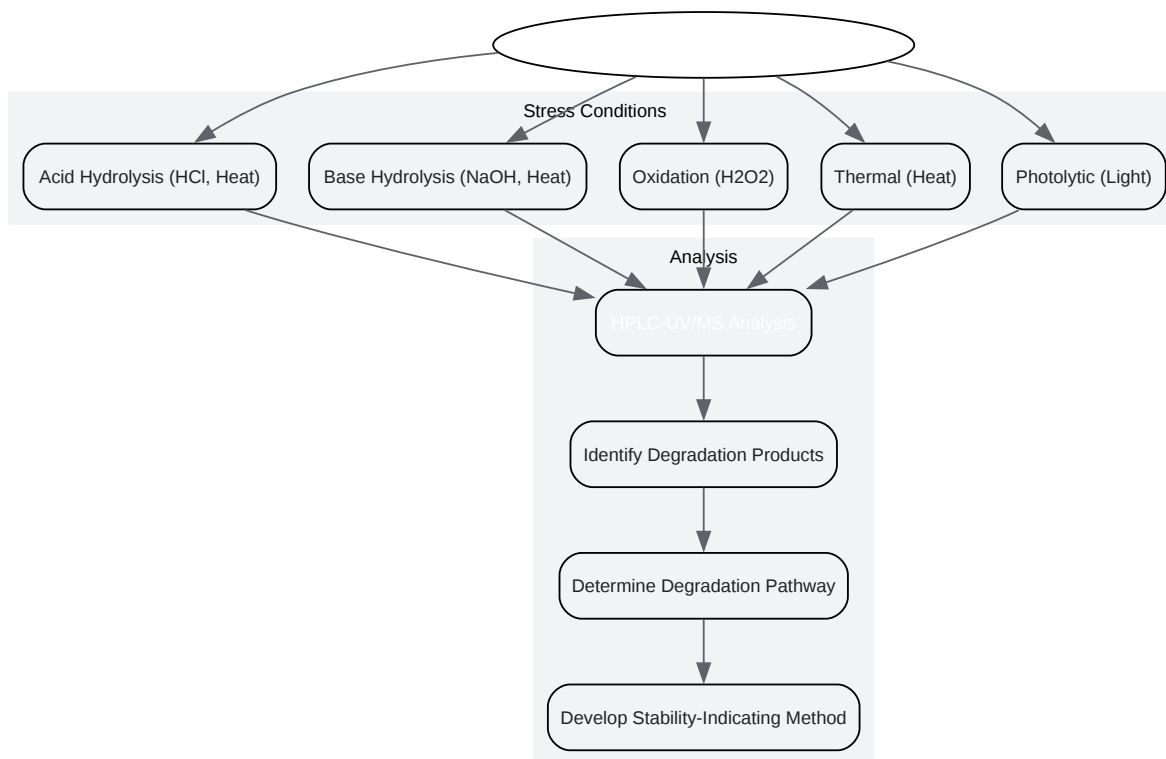 Stress Conditions
Acid Hydrolysis (HCl, Heat)
Base Hydrolysis (NaOH, Heat)
Oxidation (H2O2)
Thermal (Heat)
Photolytic (Light)
Analysis
HPLC-UV/MS Analysis
Identify Degradation Products
Determine Degradation Pathway
Develop Stability-Indicating Method